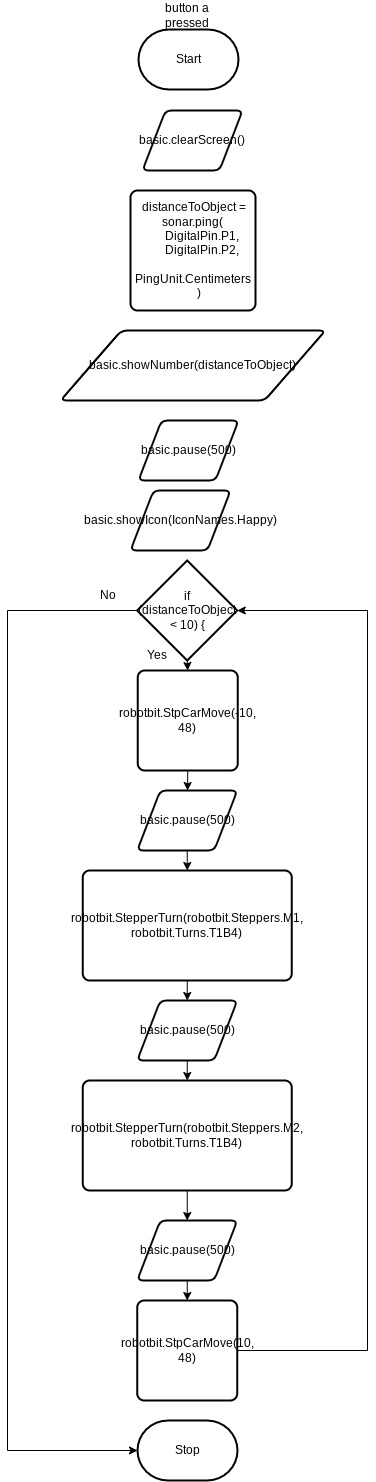 button a
pressed
Start
basic.clearScreen()
distanceToObject =
sonar.ping(
DigitalPin.P1,
DigitalPin.P2,
PingUnit.Centimeters
)
basic.showNumber(distanceToObject)
basic.pause(500)
basic.showIcon(IconNames.Happy)
No
if
(distanceToObject
< 10) {
Yes
robotbit.StpCarMove(-10,
48)
basic.pause(500)
robotbit.StepperTurn(robotbit.Steppers.M1,
robotbit.Turns.T1B4)
basic.pause(500)
robotbit.StepperTurn(robotbit.Steppers.M2,
robotbit.Turns.T1B4)
basic.pause(500)
robotbit.StpCarMove(10,
48)
Stop